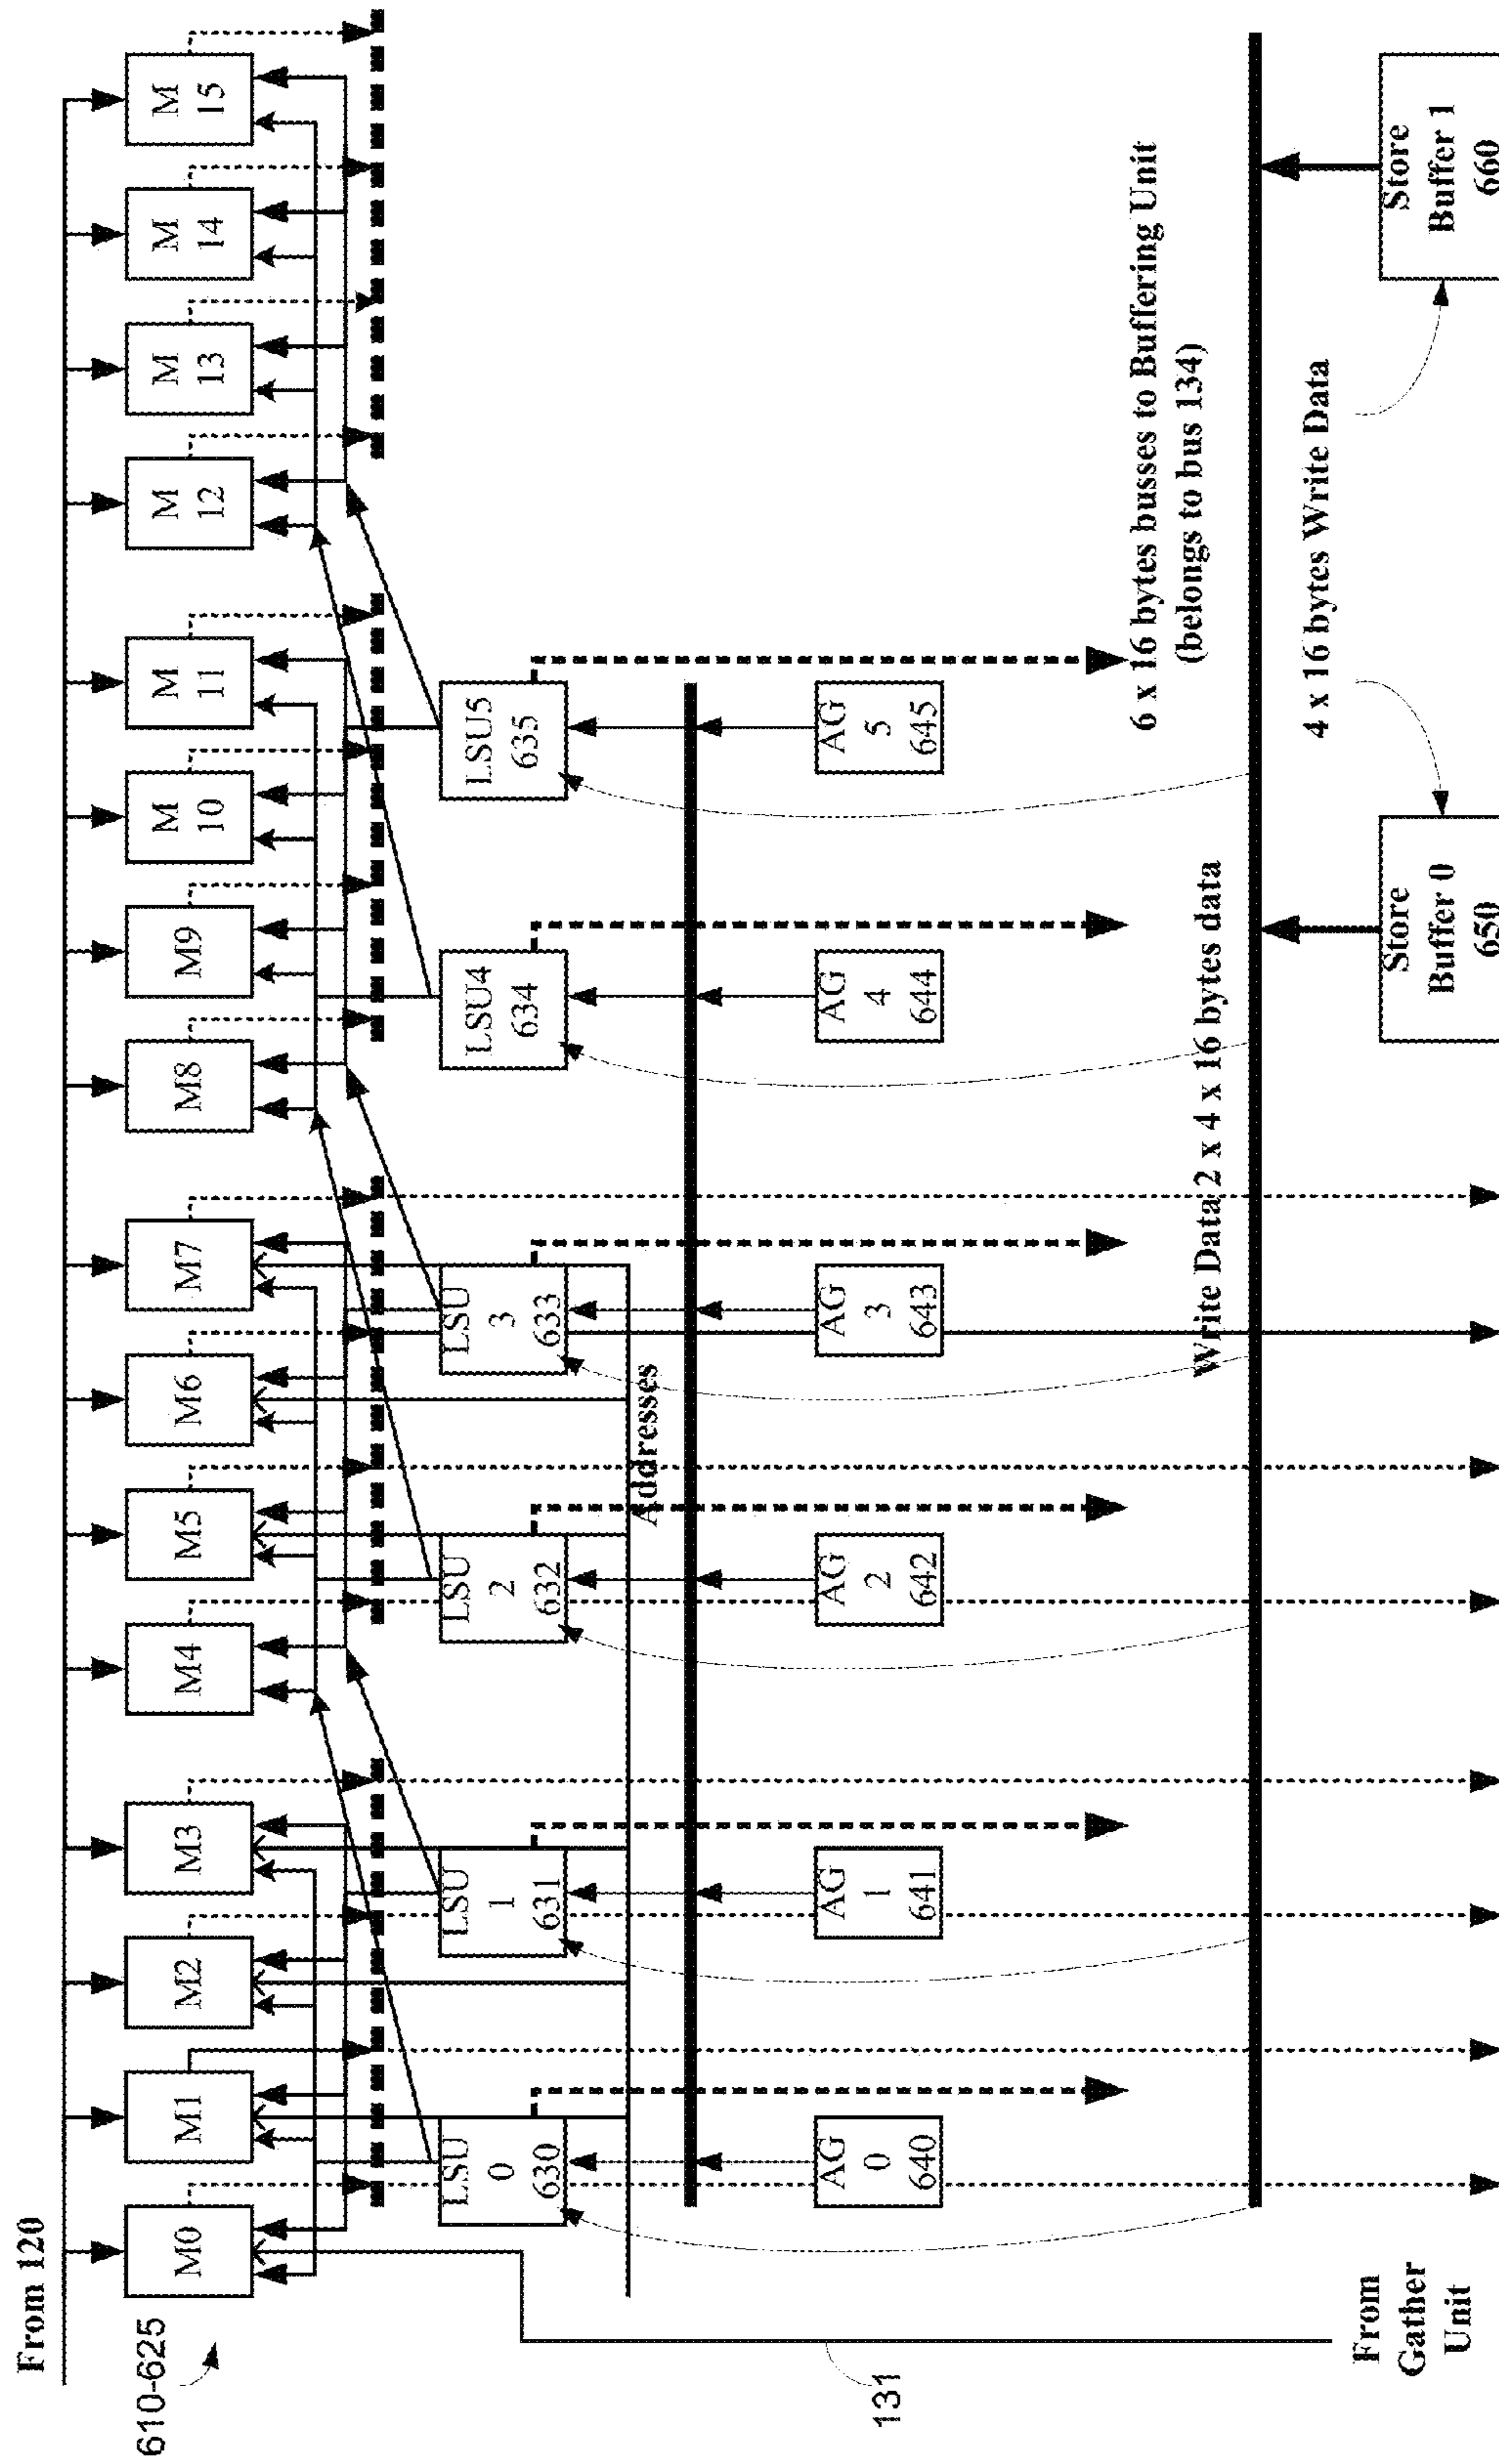 From 120
610-625
M0
M1
M2
M3
M4
M5
M6
M7
M8
M9
M
10
M
11
M
12
M
13
M
14
M
15
LSU
0
630
LSU
1
631
LSU
2
632
LSU
3
633
LSU4
634
LSU5
635
Addresses
AG
0
640
AG
1
641
AG
2
642
AG
3
643
AG
4
644
AG
5
645
131
6 x 16 bytes busses to Buffering Unit
(belongs to bus 134)
Write Data 2 x 4 x 16 bytes data
4 x 16 bytes Write Data
From
Gather
Unit
Store
Buffer 0
650
Store
Buffer 1
660